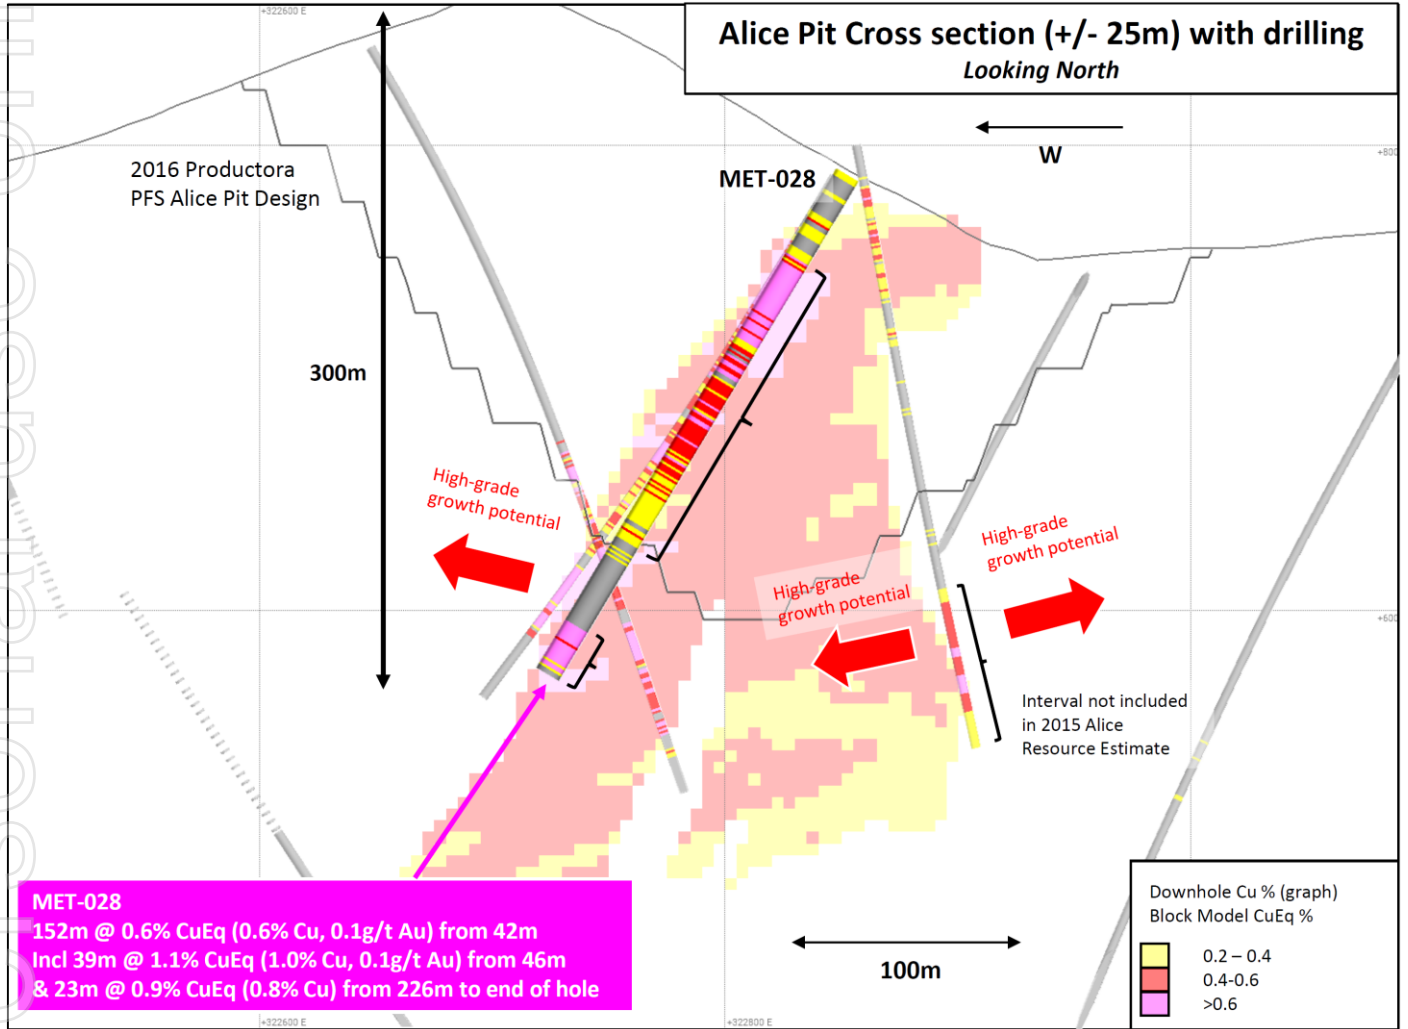 +322600 E
Alice Pit Cross section (+/- 25m) with drilling
Looking North
W
+800
2016 Productora
PFS Alice Pit Design
MET-028
300m
High-grade
growth potential
High-grade
growth potential
High-grade
growth potential
+600
Interval not included
in 2015 Alice
Resource Estimate
MET-028
152m @ 0.6% CuEq (0.6% Cu, 0.1g/t Au) from 42m
Incl 39m @ 1.1% CuEq (1.0% Cu, 0.1g/t Au) from 46m
& 23m @ 0.9% CuEq (0.8% Cu) from 226m to end of hole
100m
Downhole Cu % (graph)
Block Model CuEq %
0.2 – 0.4
0.4-0.6
>0.6
+322600 E
+322800 E